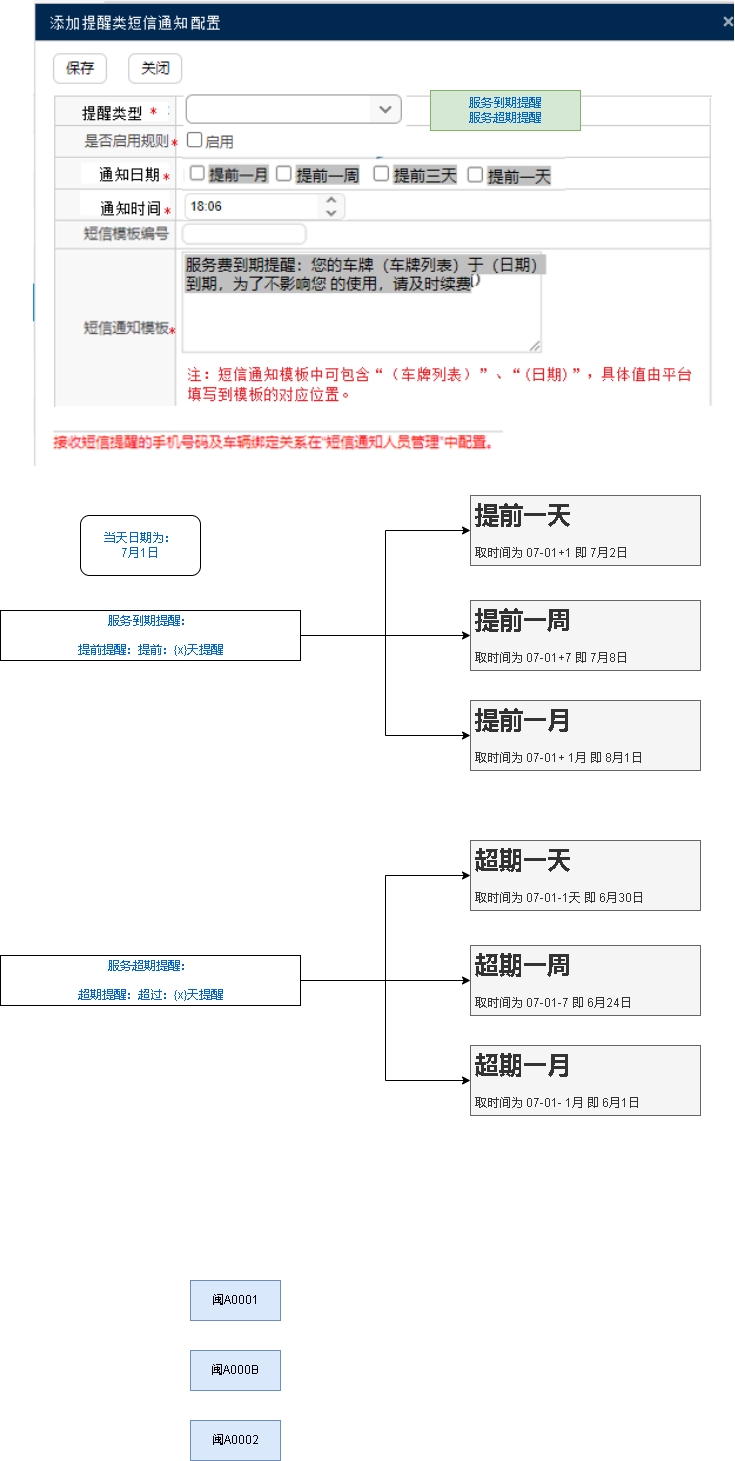 添加提醒类短信通知配置
×
保存
关闭
提醒类型 *
服务到期提醒
服务超期提醒
是否启用规则*
启用
通知日期*
提前一月
提前一周
提前三天
提前一天
通知时间*
18:06
短信模板编号
短信通知模板*
服务费到期提醒：您的车牌（车牌列表）于（日期）
到期，为了不影响您 的使用，请及时续费
注：短信通知模板中可包含“（车牌列表）”、“（日期）”，具体值由平台
填写到模板的对应位置。
接收短信提醒的手机号码及车辆绑定关系在“短信通知人员管理”中配置。
当天日期为：
7月1日
提前一天
取时间为 07-01+1 即 7月2日
服务到期提醒：
提前提醒：提前：{x}天提醒
提前一周
取时间为 07-01+7 即 7月8日
提前一月
取时间为 07-01+ 1月 即 8月1日
超期一天
取时间为 07-01-1天 即 6月30日
服务超期提醒：
超期提醒：超过：{x}天提醒
超期一周
取时间为 07-01-7 即 6月24日
超期一月
取时间为 07-01- 1月 即 6月1日
闽A0001
闽A000B
闽A0002